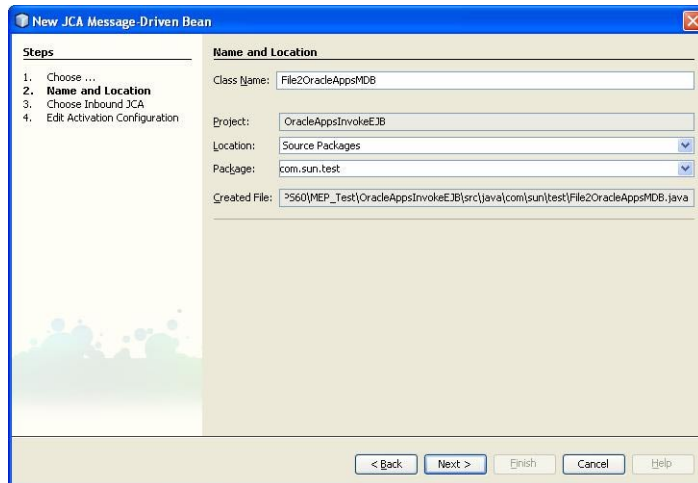 New JCA Message-Driven Bean
Steps
1. Choose ...
2. Name and Location
3. Choose Inbound JCA
4. Edit Activation Configuration
Name and Location
Class Name: File2OracleAppsMDB
Project: OracleAppsInvokeEJB
Location: Source Packages
Package: com.sun.test
Created File: PS60\MEP_Test\OracleAppsInvokeEJB\src\java\com\sun\test\File2OracleAppsMDB.java
< Back Next > Finish Cancel Help